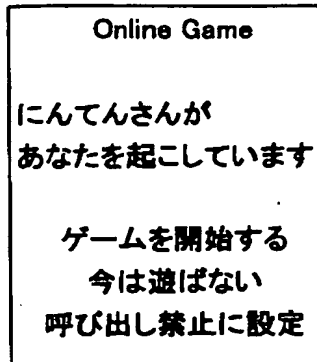 Online Game
にんてんさんが
あなたを起こしています
ゲームを開始する
今は遊ばない
呼び出し禁止に設定